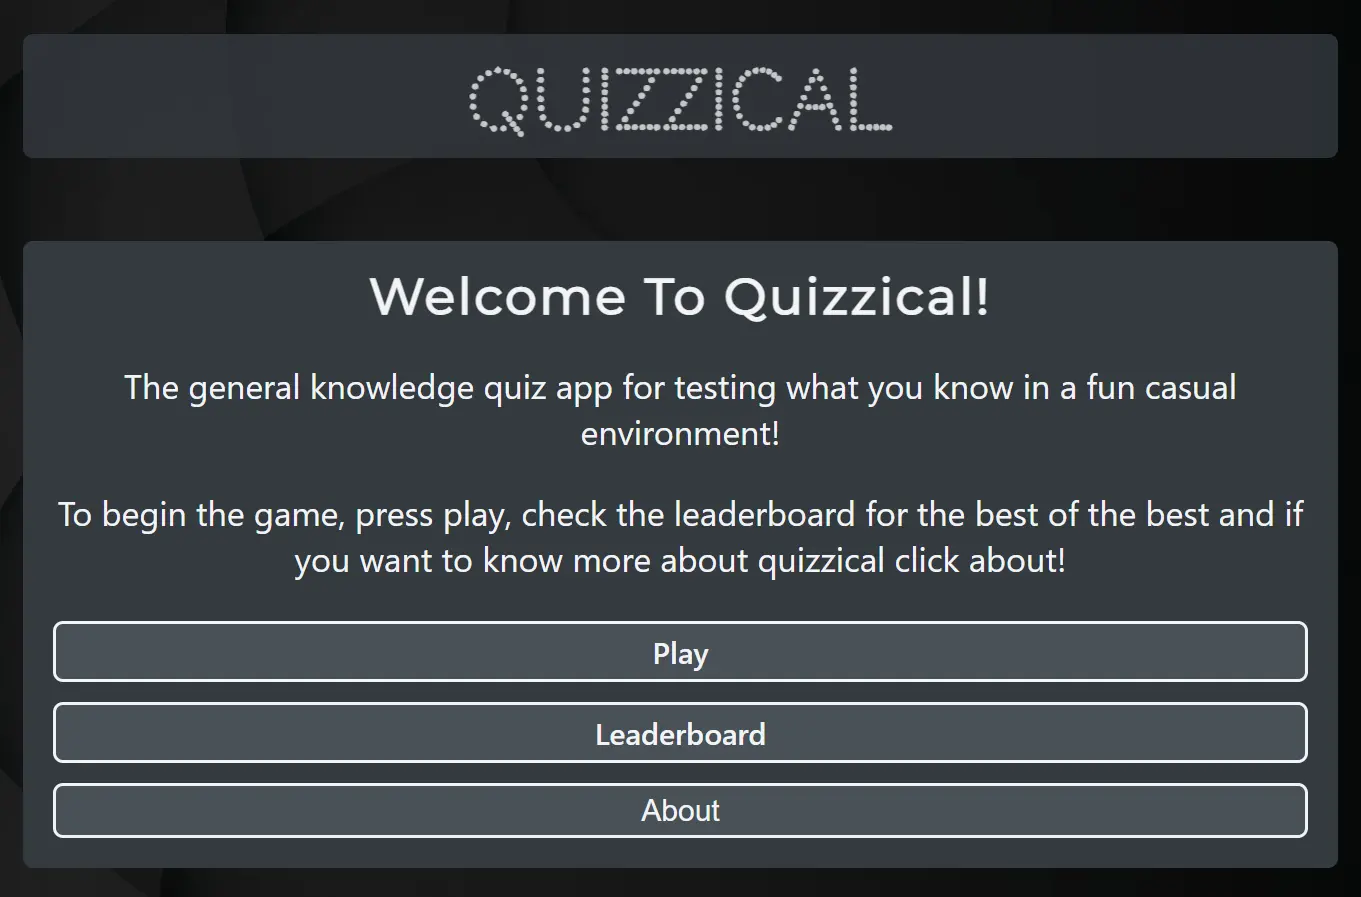 QUIZZICAL
Welcome To Quizzical!
The general knowledge quiz app for testing what you know in a fun casual
environment!
To begin the game, press play, check the leaderboard for the best of the best and if
you want to know more about quizzical click about!
Play
Leaderboard
About